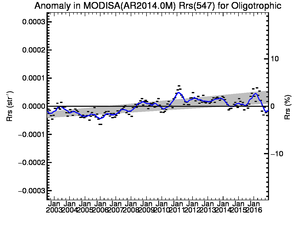 Anomaly in MODISA(AR2014.0M) Rrs(547) for Oligotrophic
0.0003
0.0002
0.0001
0.0000
-0.0001
-0.0002
-0.0003
Rrs (str⁻¹)
10
0
-10
Rrs (%)
Jan Jan Jan Jan Jan Jan Jan Jan Jan Jan Jan Jan Jan Jan
2003 2004 2005 2006 2007 2008 2009 2010 2011 2012 2013 2014 2015 2016